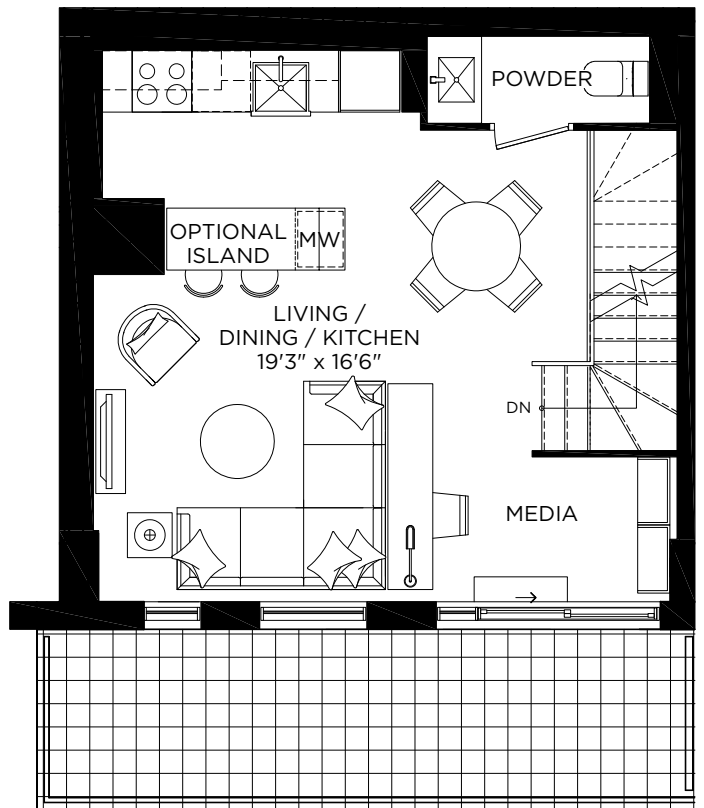 POWDER
OPTIONAL
ISLAND
MW
LIVING /
DINING / KITCHEN
19'3" x 16'6"
DN
MEDIA